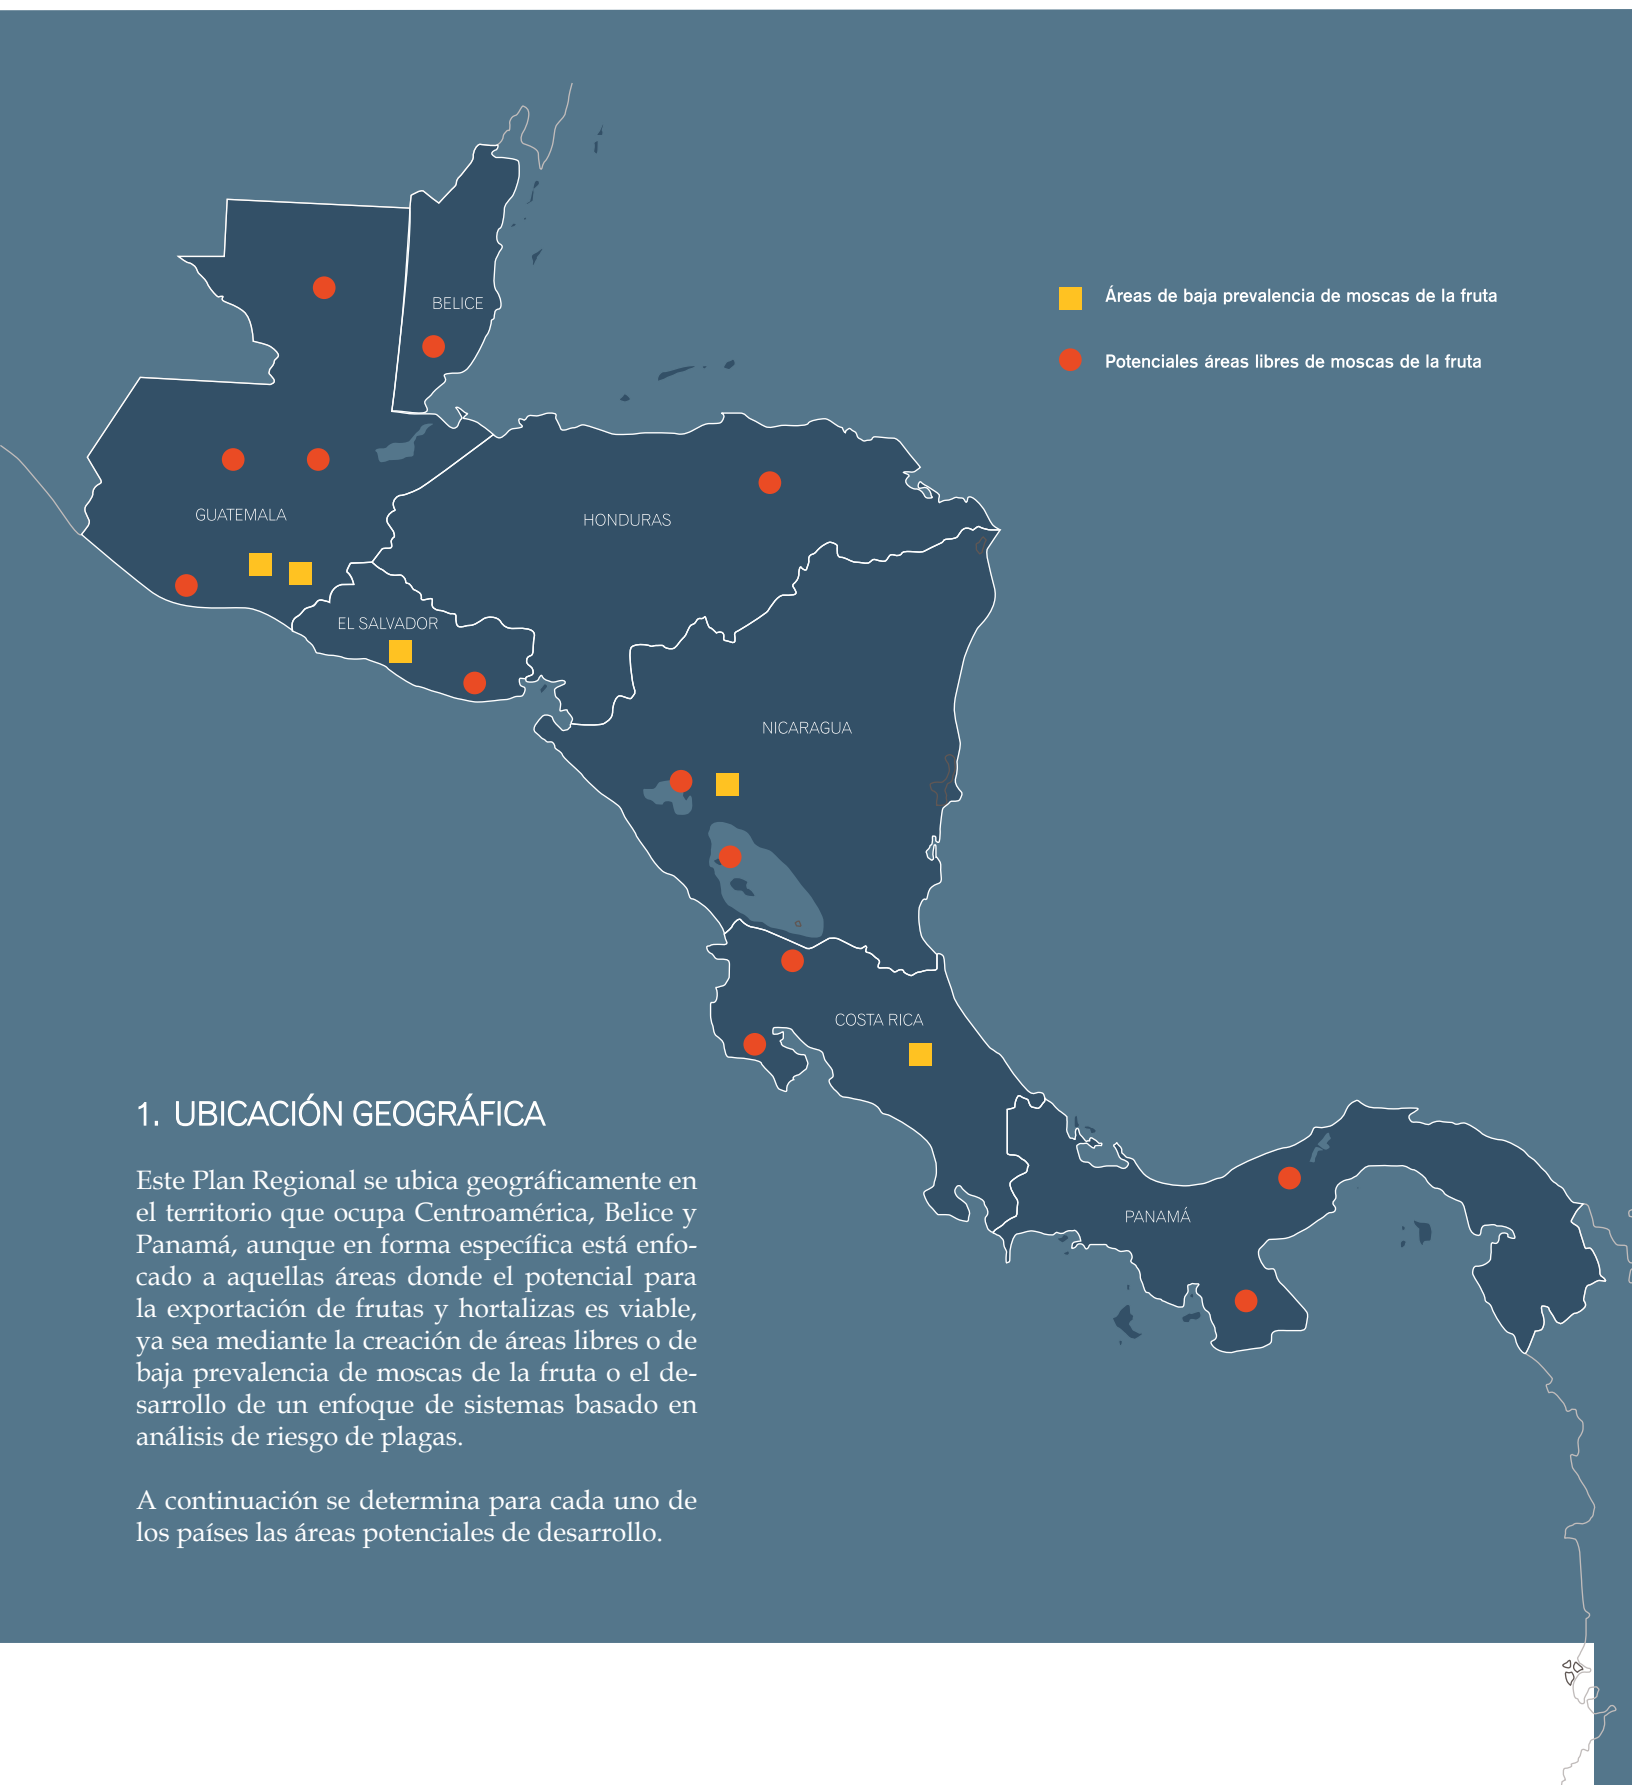 BELICE
Áreas de baja prevalencia de moscas de la fruta
Potenciales áreas libres de moscas de la fruta
GUATEMALA
HONDURAS
EL SALVADOR
NICARAGUA
COSTA RICA
PANAMÁ
1. UBICACIÓN GEOGRÁFICA
Este Plan Regional se ubica geográficamente en
el territorio que ocupa Centroamérica, Belice y
Panamá, aunque en forma específica está enfo-
cado a aquellas áreas donde el potencial para
la exportación de frutas y hortalizas es viable,
ya sea mediante la creación de áreas libres o de
baja prevalencia de moscas de la fruta o el de-
sarrollo de un enfoque de sistemas basado en
análisis de riesgo de plagas.
A continuación se determina para cada uno de
los países las áreas potenciales de desarrollo.